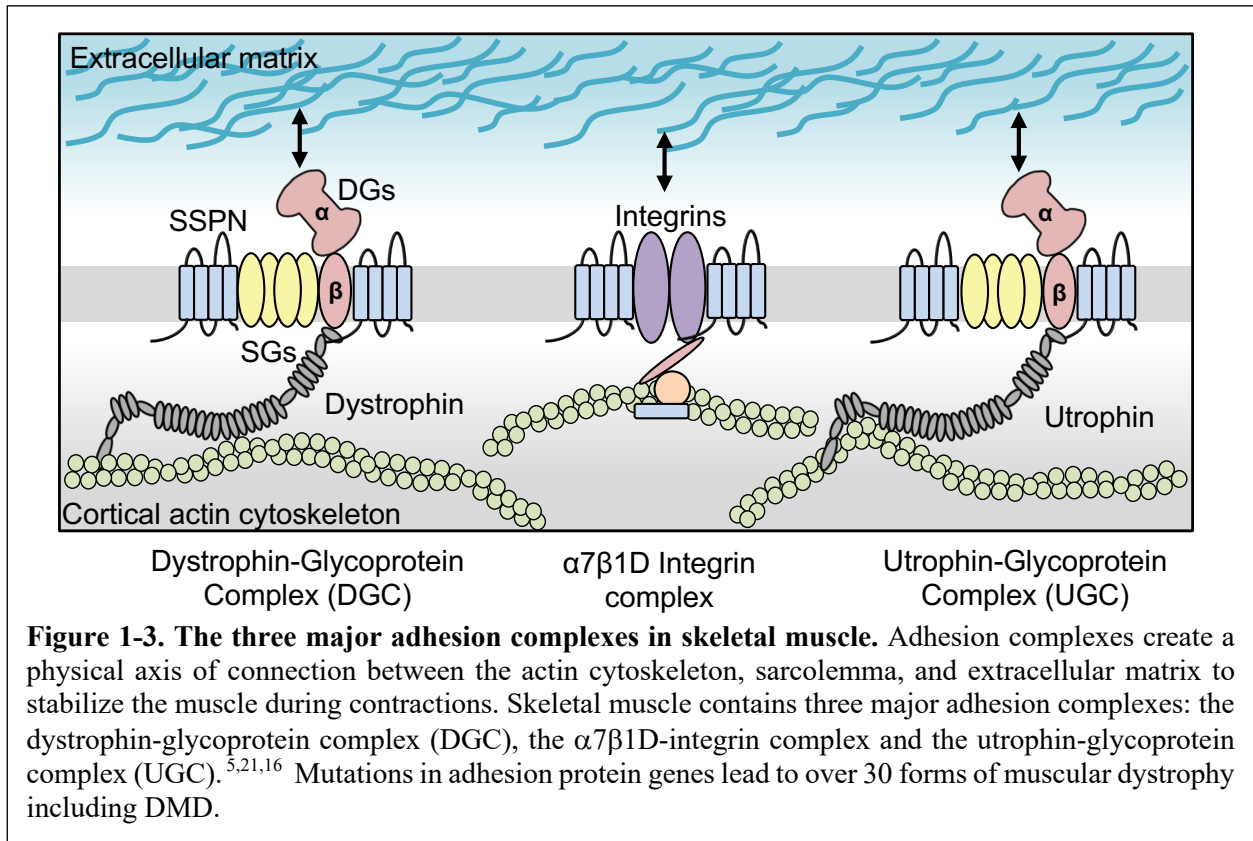 Extracellular matrix
DGs
α
SSPN
Integrins
α
β
β
SGs
Dystrophin
Utrophin
Cortical actin cytoskeleton
Dystrophin-Glycoprotein
Complex (DGC)
α7β1D Integrin
complex
Utrophin-Glycoprotein
Complex (UGC)
Figure 1-3. The three major adhesion complexes in skeletal muscle. Adhesion complexes create a
physical axis of connection between the actin cytoskeleton, sarcolemma, and extracellular matrix to
stabilize the muscle during contractions. Skeletal muscle contains three major adhesion complexes: the
dystrophin-glycoprotein complex (DGC), the α7β1D-integrin complex and the utrophin-glycoprotein
complex (UGC). 5,21,16 Mutations in adhesion protein genes lead to over 30 forms of muscular dystrophy
including DMD.